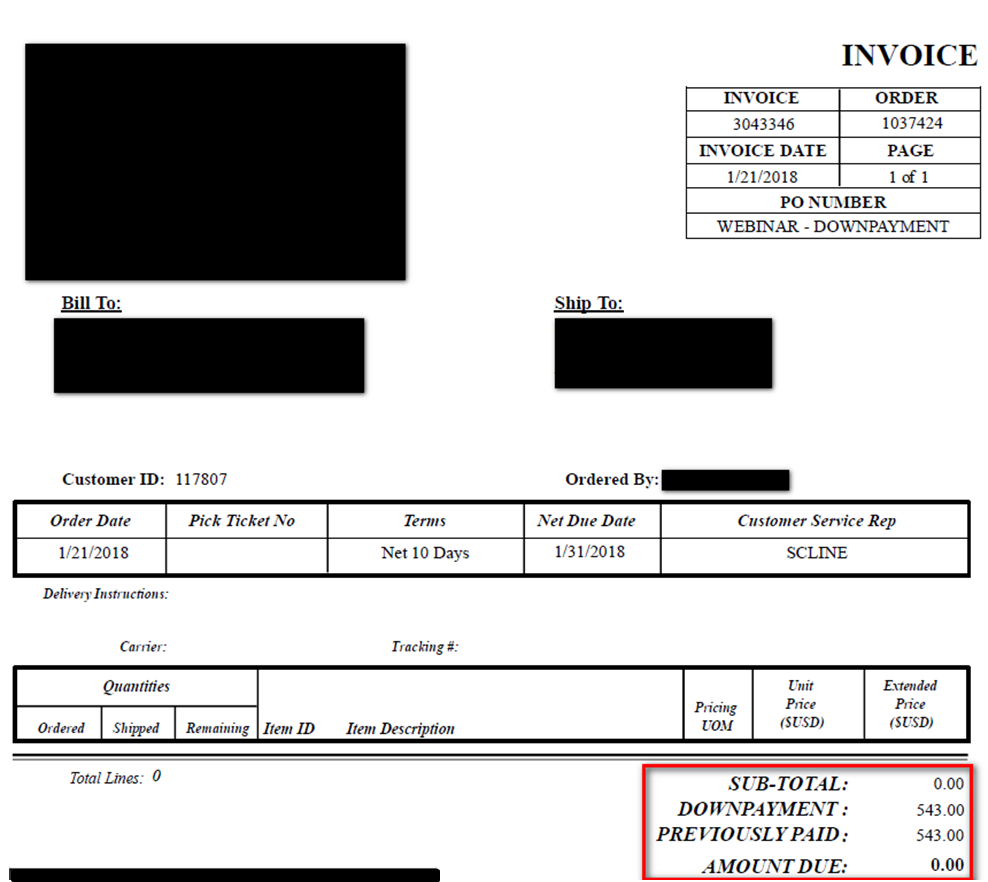 INVOICE
INVOICE ORDER
3043346 1037424
INVOICE DATE PAGE
1/21/2018 1 of 1
PO NUMBER
WEBINAR - DOWNPAYMENT
Bill To: Ship To:
Customer ID: 117807 Ordered By:
Order Date Pick Ticket No Terms Net Due Date Customer Service Rep
1/21/2018 Net 10 Days 1/31/2018 SCLINE
Delivery Instructions:
Carrier: Tracking #:
Quantities
Ordered Shipped Remaining Item ID Item Description
Pricing
UOM
Unit
Price
($USD)
Extended
Price
($USD)
Total Lines: 0
SUB-TOTAL: 0.00
DOWNPAYMENT : 543.00
PREVIOUSLY PAID: 543.00
AMOUNT DUE: 0.00